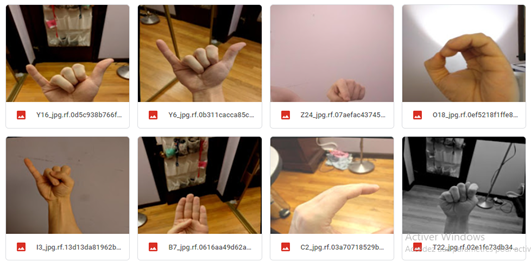 Y16_jpg.rf.0d5c938b766f...
Y6_jpg.rf.0b311cacca85c...
Z24_jpg.rf.07aefac43745...
O18_jpg.rf.0ef5218f1ffe8...
I3_jpg.rf.13d13da81962b...
B7_jpg.rf.0616aa49d62a...
C2_jpg.rf.03a70718529b...
T22_jpg.rf.02e1fc73db34...
Activer Windows